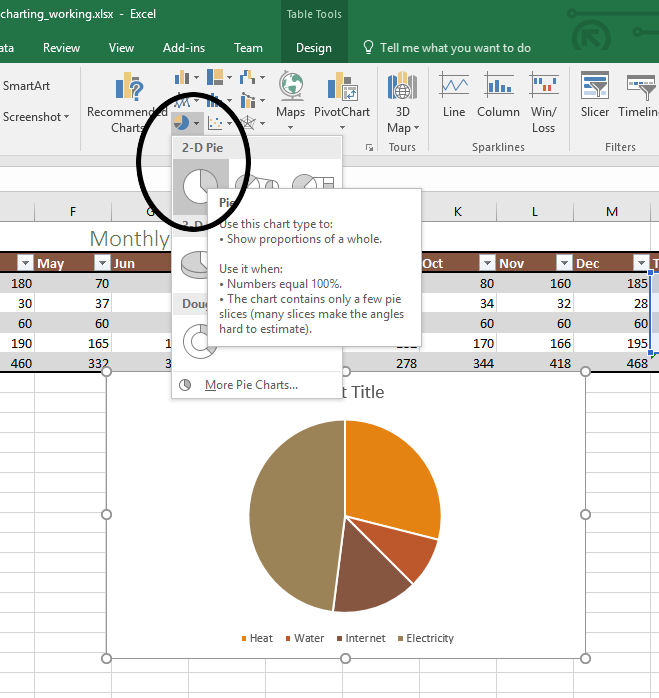 charting_working.xlsx - Excel
Table Tools
ata Review View Add-ins Team Design Tell me what you want to do
SmartArt
Screenshot
Recommended
Charts
Maps
PivotChart
3D
Map
Line
Column
Win/
Loss
Slicer
Timeline
Tours
Sparklines
Filters
2-D Pie
Pie
Use this chart type to:
• Show proportions of a whole.
Use it when:
• Numbers equal 100%.
• The chart contains only a few pie
slices (many slices make the angles
hard to estimate).
More Pie Charts...
F G K L M
Monthly
May Jun Oct Nov Dec
180 70 80 160 185
30 37 34 32 28
60 60 60 60 60
190 165 170 166 195
460 332 278 344 418 468
t Title
Heat Water Internet Electricity